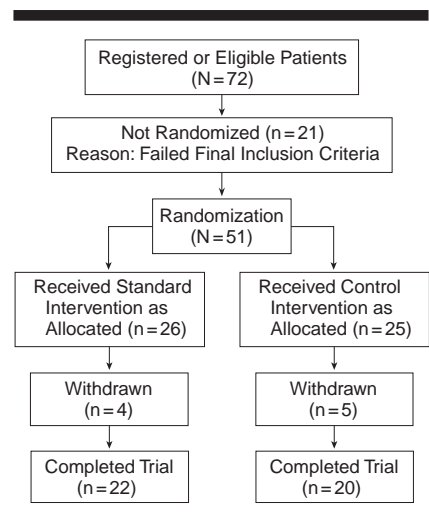 Registered or Eligible Patients
(N=72)
Not Randomized (n=21)
Reason: Failed Final Inclusion Criteria
Randomization
(N=51)
Received Standard
Intervention as
Allocated (n=26)
Received Control
Intervention as
Allocated (n=25)
Withdrawn
(n=4)
Withdrawn
(n=5)
Completed Trial
(n=22)
Completed Trial
(n=20)